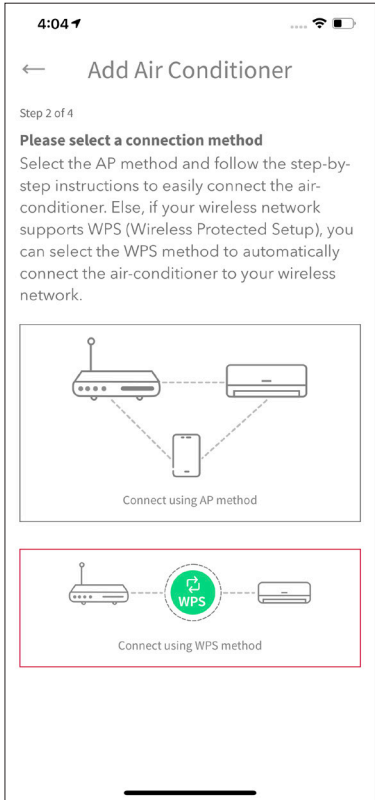 4:04
Add Air Conditioner
Step 2 of 4
Please select a connection method
Select the AP method and follow the step-by-
step instructions to easily connect the air-
conditioner. Else, if your wireless network
supports WPS (Wireless Protected Setup), you
can select the WPS method to automatically
connect the air-conditioner to your wireless
network.
Connect using AP method
WPS
Connect using WPS method